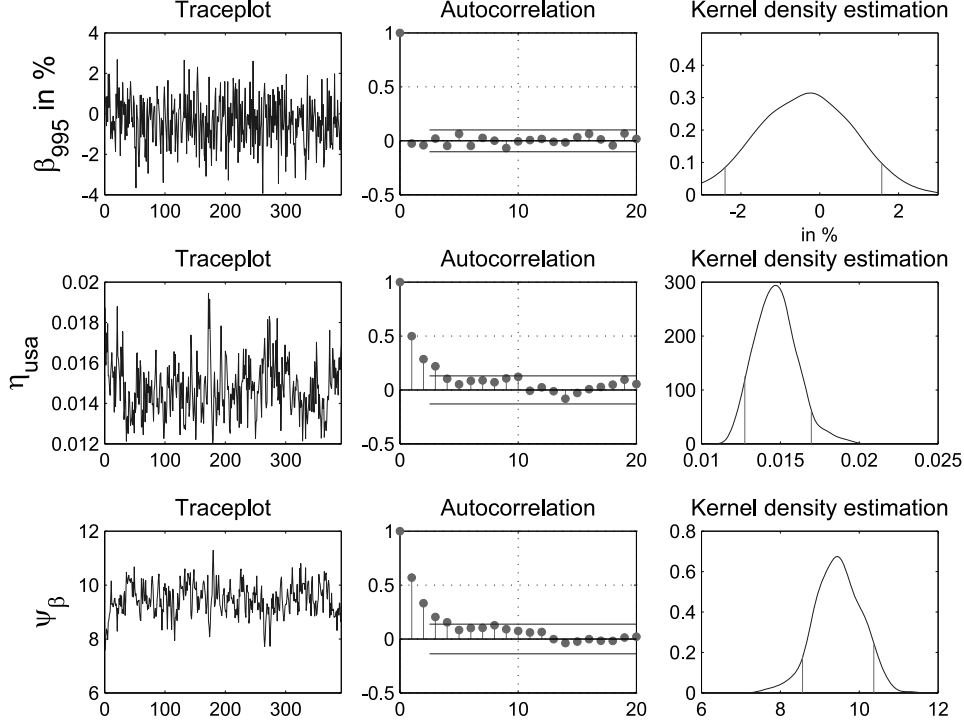 Traceplot Autocorrelation Kernel density estimation
β995 in %
4
2
0
-2
-4
0 100 200 300
1
0.5
0
-0.5
0 10 20
0.4
0.3
0.2
0.1
0
-2 0 2
in %
Traceplot Autocorrelation Kernel density estimation
ηusa
0.02
0.018
0.016
0.014
0.012
0 100 200 300
1
0.5
0
-0.5
0 10 20
300
200
100
0
0.01 0.015 0.02 0.025
Traceplot Autocorrelation Kernel density estimation
ψβ
12
10
8
6
0 100 200 300
1
0.5
0
-0.5
0 10 20
0.8
0.6
0.4
0.2
0
6 8 10 12